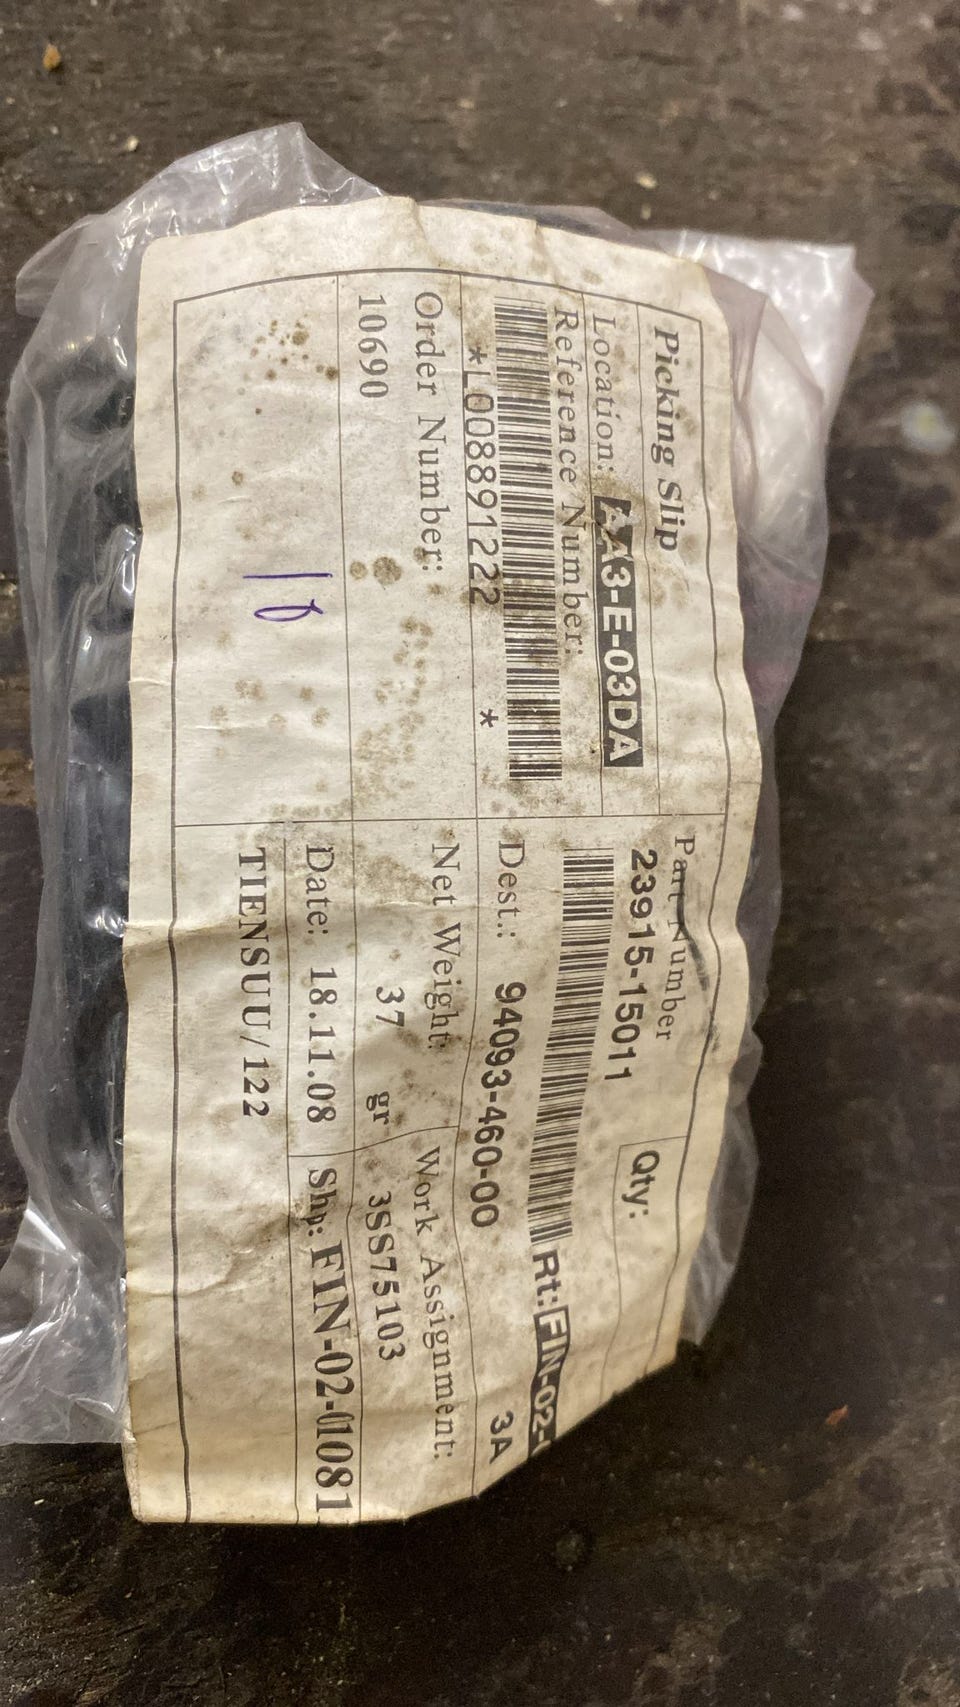 Picking Slip
Location: AA3-E-03DA
Reference Number:
*L008891222 *
Order Number:
10690
10
Part Number
23915-15011
Qty:
Rt: FIN-02-
Dest.: 94093-460-00 3A
Net Weight: 37 gr
Work Assignment: 3SS75103
Date: 18.11.08
Shp: FIN-02-01081
TIENSUU/122